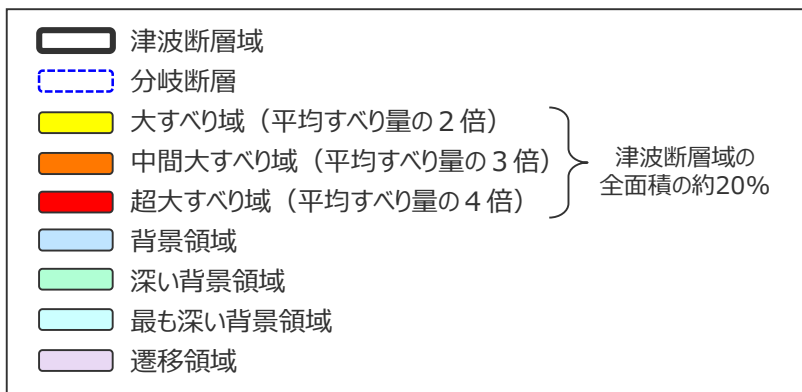 津波断層域
分岐断層
大すべり域（平均すべり量の２倍）
中間大すべり域（平均すべり量の３倍）
超大すべり域（平均すべり量の４倍）
津波断層域の
全面積の約20%
背景領域
深い背景領域
最も深い背景領域
遷移領域